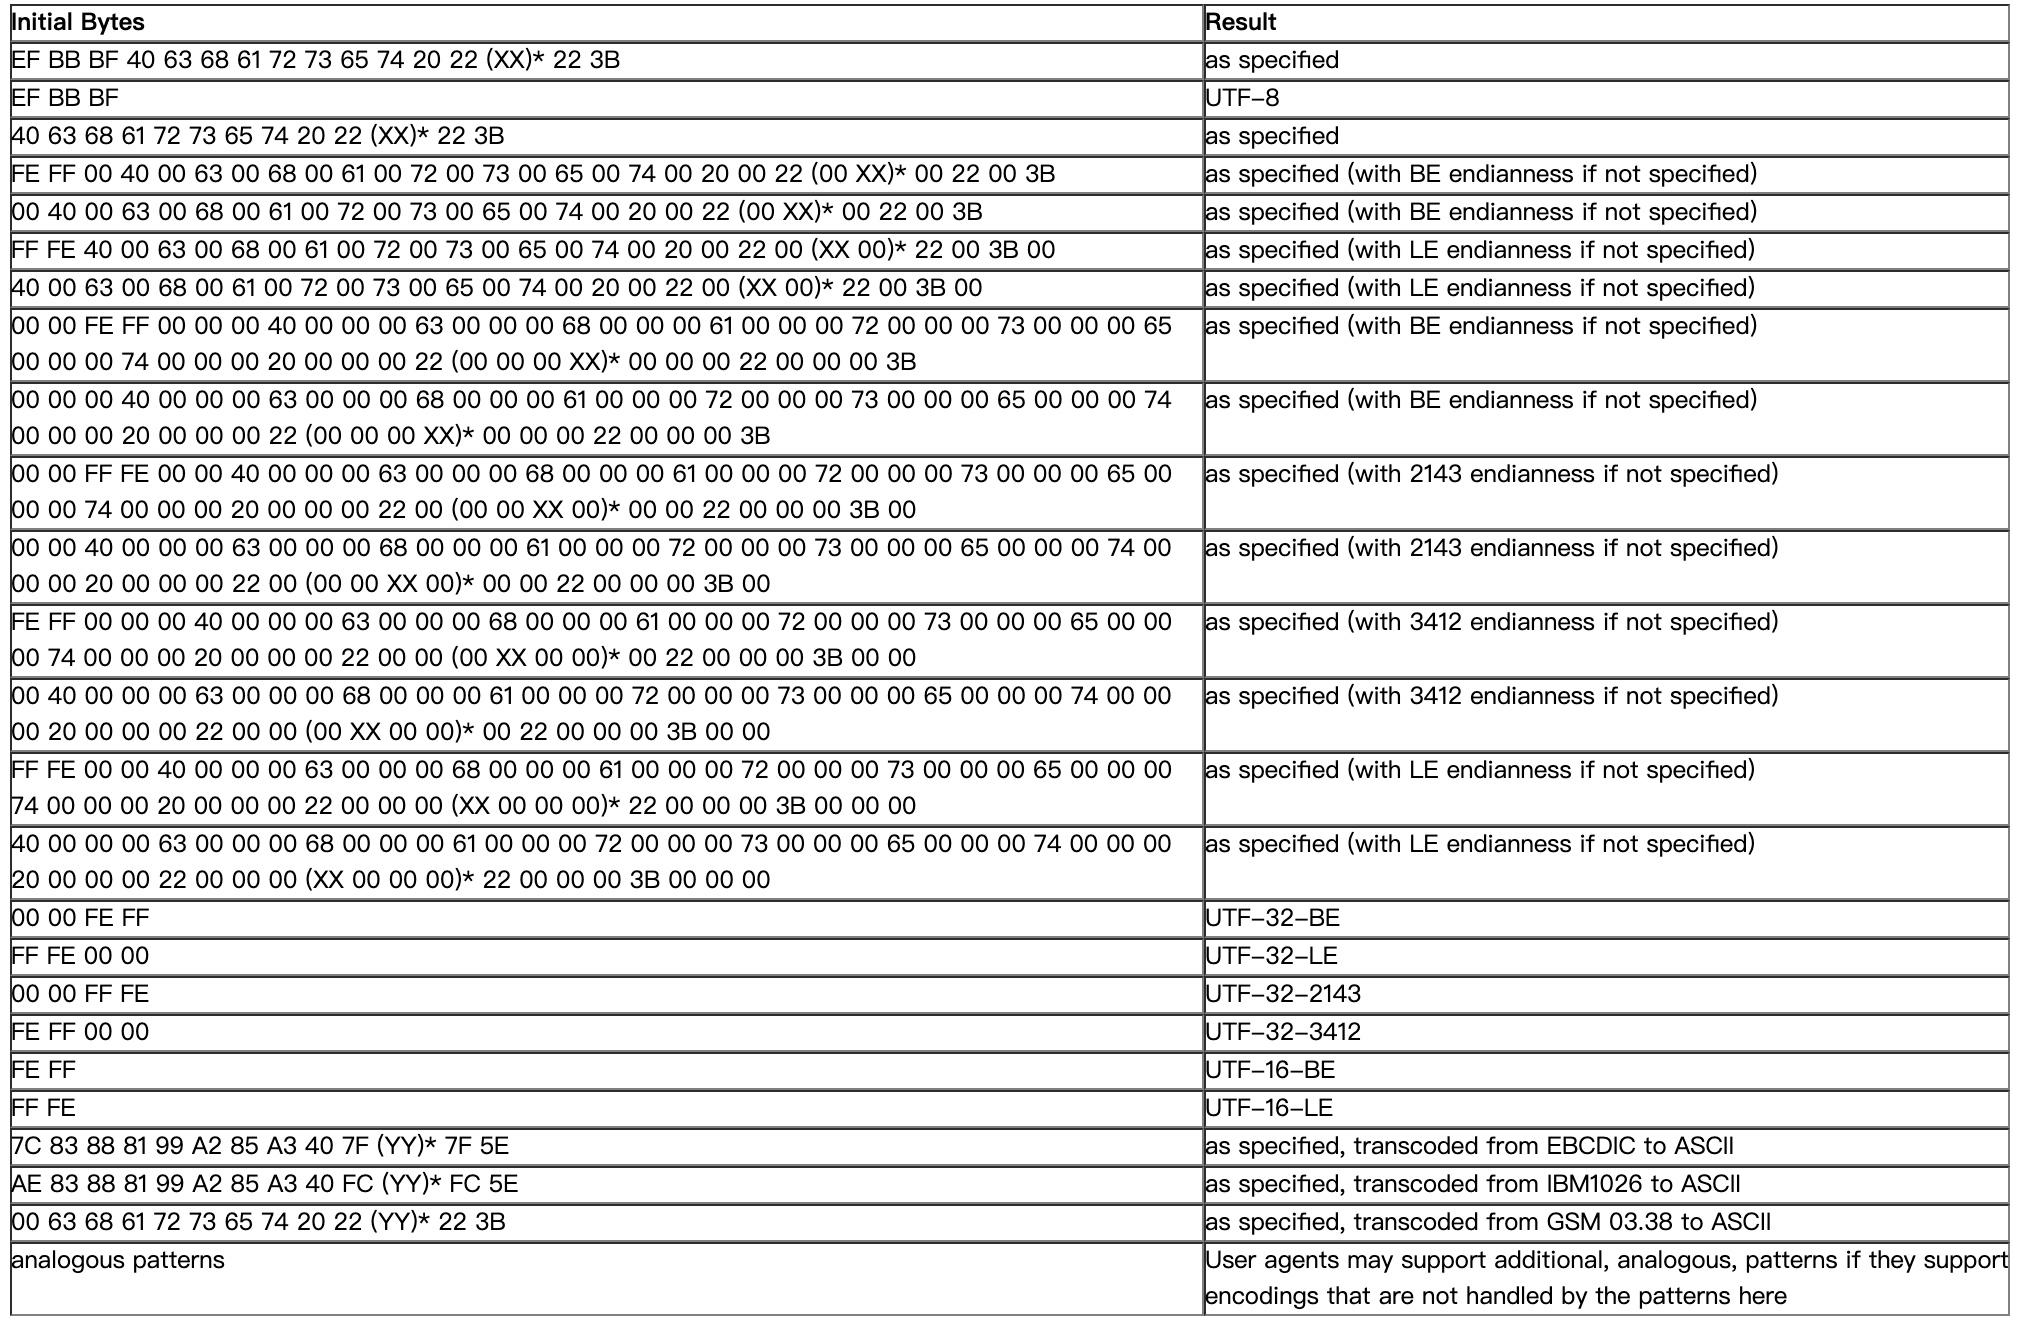 Initial Bytes Result
EF BB BF 40 63 68 61 72 73 65 74 20 22 (XX)* 22 3B as specified
EF BB BF UTF–8
40 63 68 61 72 73 65 74 20 22 (XX)* 22 3B as specified
FE FF 00 40 00 63 00 68 00 61 00 72 00 73 00 65 00 74 00 20 00 22 (00 XX)* 00 22 00 3B as specified (with BE endianness if not specified)
00 40 00 63 00 68 00 61 00 72 00 73 00 65 00 74 00 20 00 22 (00 XX)* 00 22 00 3B as specified (with BE endianness if not specified)
FF FE 40 00 63 00 68 00 61 00 72 00 73 00 65 00 74 00 20 00 22 00 (XX 00)* 22 00 3B 00 as specified (with LE endianness if not specified)
40 00 63 00 68 00 61 00 72 00 73 00 65 00 74 00 20 00 22 00 (XX 00)* 22 00 3B 00 as specified (with LE endianness if not specified)
00 00 FE FF 00 00 00 40 00 00 00 63 00 00 00 68 00 00 00 61 00 00 00 72 00 00 00 73 00 00 00 65 as specified (with BE endianness if not specified)
00 00 00 74 00 00 00 20 00 00 00 22 (00 00 00 XX)* 00 00 00 22 00 00 00 3B
00 00 00 40 00 00 00 63 00 00 00 68 00 00 00 61 00 00 00 72 00 00 00 73 00 00 00 65 00 00 00 74 as specified (with BE endianness if not specified)
00 00 00 20 00 00 00 22 (00 00 00 XX)* 00 00 00 22 00 00 00 3B
00 00 FF FE 00 00 40 00 00 00 63 00 00 00 68 00 00 00 61 00 00 00 72 00 00 00 73 00 00 00 65 00 as specified (with 2143 endianness if not specified)
00 00 74 00 00 00 20 00 00 00 22 00 (00 00 XX 00)* 00 00 22 00 00 00 3B 00
00 00 40 00 00 00 63 00 00 00 68 00 00 00 61 00 00 00 72 00 00 00 73 00 00 00 65 00 00 00 74 00 as specified (with 2143 endianness if not specified)
00 00 20 00 00 00 22 00 (00 00 XX 00)* 00 00 22 00 00 00 3B 00
FE FF 00 00 00 40 00 00 00 63 00 00 00 68 00 00 00 61 00 00 00 72 00 00 00 73 00 00 00 65 00 00 as specified (with 3412 endianness if not specified)
00 74 00 00 00 20 00 00 00 22 00 00 (00 XX 00 00)* 00 22 00 00 00 3B 00 00
00 40 00 00 00 63 00 00 00 68 00 00 00 61 00 00 00 72 00 00 00 73 00 00 00 65 00 00 00 74 00 00 as specified (with 3412 endianness if not specified)
00 20 00 00 00 22 00 00 (00 XX 00 00)* 00 22 00 00 00 3B 00 00
FF FE 00 00 40 00 00 00 63 00 00 00 68 00 00 00 61 00 00 00 72 00 00 00 73 00 00 00 65 00 00 00 as specified (with LE endianness if not specified)
74 00 00 00 20 00 00 00 22 00 00 00 (XX 00 00 00)* 22 00 00 00 3B 00 00 00
40 00 00 00 63 00 00 00 68 00 00 00 61 00 00 00 72 00 00 00 73 00 00 00 65 00 00 00 74 00 00 00 as specified (with LE endianness if not specified)
20 00 00 00 22 00 00 00 (XX 00 00 00)* 22 00 00 00 3B 00 00 00
00 00 FE FF UTF–32–BE
FF FE 00 00 UTF–32–LE
00 00 FF FE UTF–32–2143
FE FF 00 00 UTF–32–3412
FE FF UTF–16–BE
FF FE UTF–16–LE
7C 83 88 81 99 A2 85 A3 40 7F (YY)* 7F 5E as specified, transcoded from EBCDIC to ASCII
AE 83 88 81 99 A2 85 A3 40 FC (YY)* FC 5E as specified, transcoded from IBM1026 to ASCII
00 63 68 61 72 73 65 74 20 22 (YY)* 22 3B as specified, transcoded from GSM 03.38 to ASCII
analogous patterns User agents may support additional, analogous, patterns if they support
encodings that are not handled by the patterns here